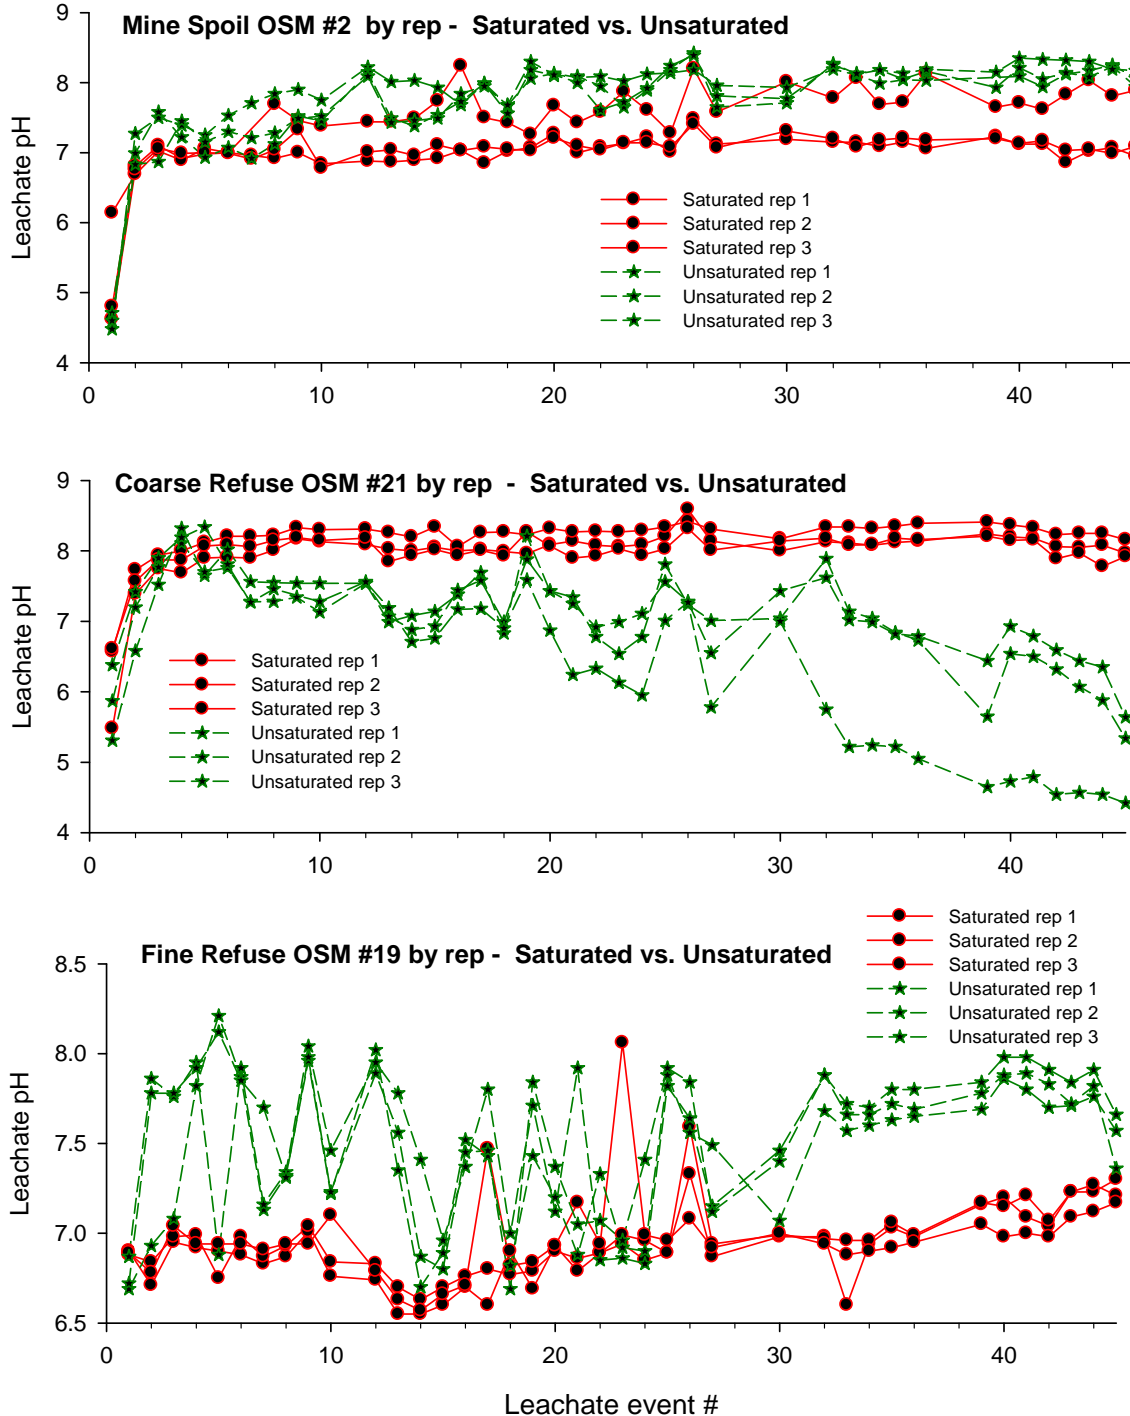 Mine Spoil OSM #2  by rep -  Saturated vs. Unsaturated
9
8
7
6
5
4
Leachate pH
Saturated rep 1
Saturated rep 2
Saturated rep 3
Unsaturated rep 1
Unsaturated rep 2
Unsaturated rep 3
0 10 20 30 40
Coarse Refuse OSM #21 by rep  -  Saturated vs. Unsaturated
9
8
7
6
5
4
Leachate pH
Saturated rep 1
Saturated rep 2
Saturated rep 3
Unsaturated rep 1
Unsaturated rep 2
Unsaturated rep 3
0 10 20 30 40
Saturated rep 1
Saturated rep 2
Saturated rep 3
Unsaturated rep 1
Unsaturated rep 2
Unsaturated rep 3
Fine Refuse OSM #19 by rep -  Saturated vs. Unsaturated
8.5
8.0
7.5
7.0
6.5
Leachate pH
0 10 20 30 40
Leachate event #